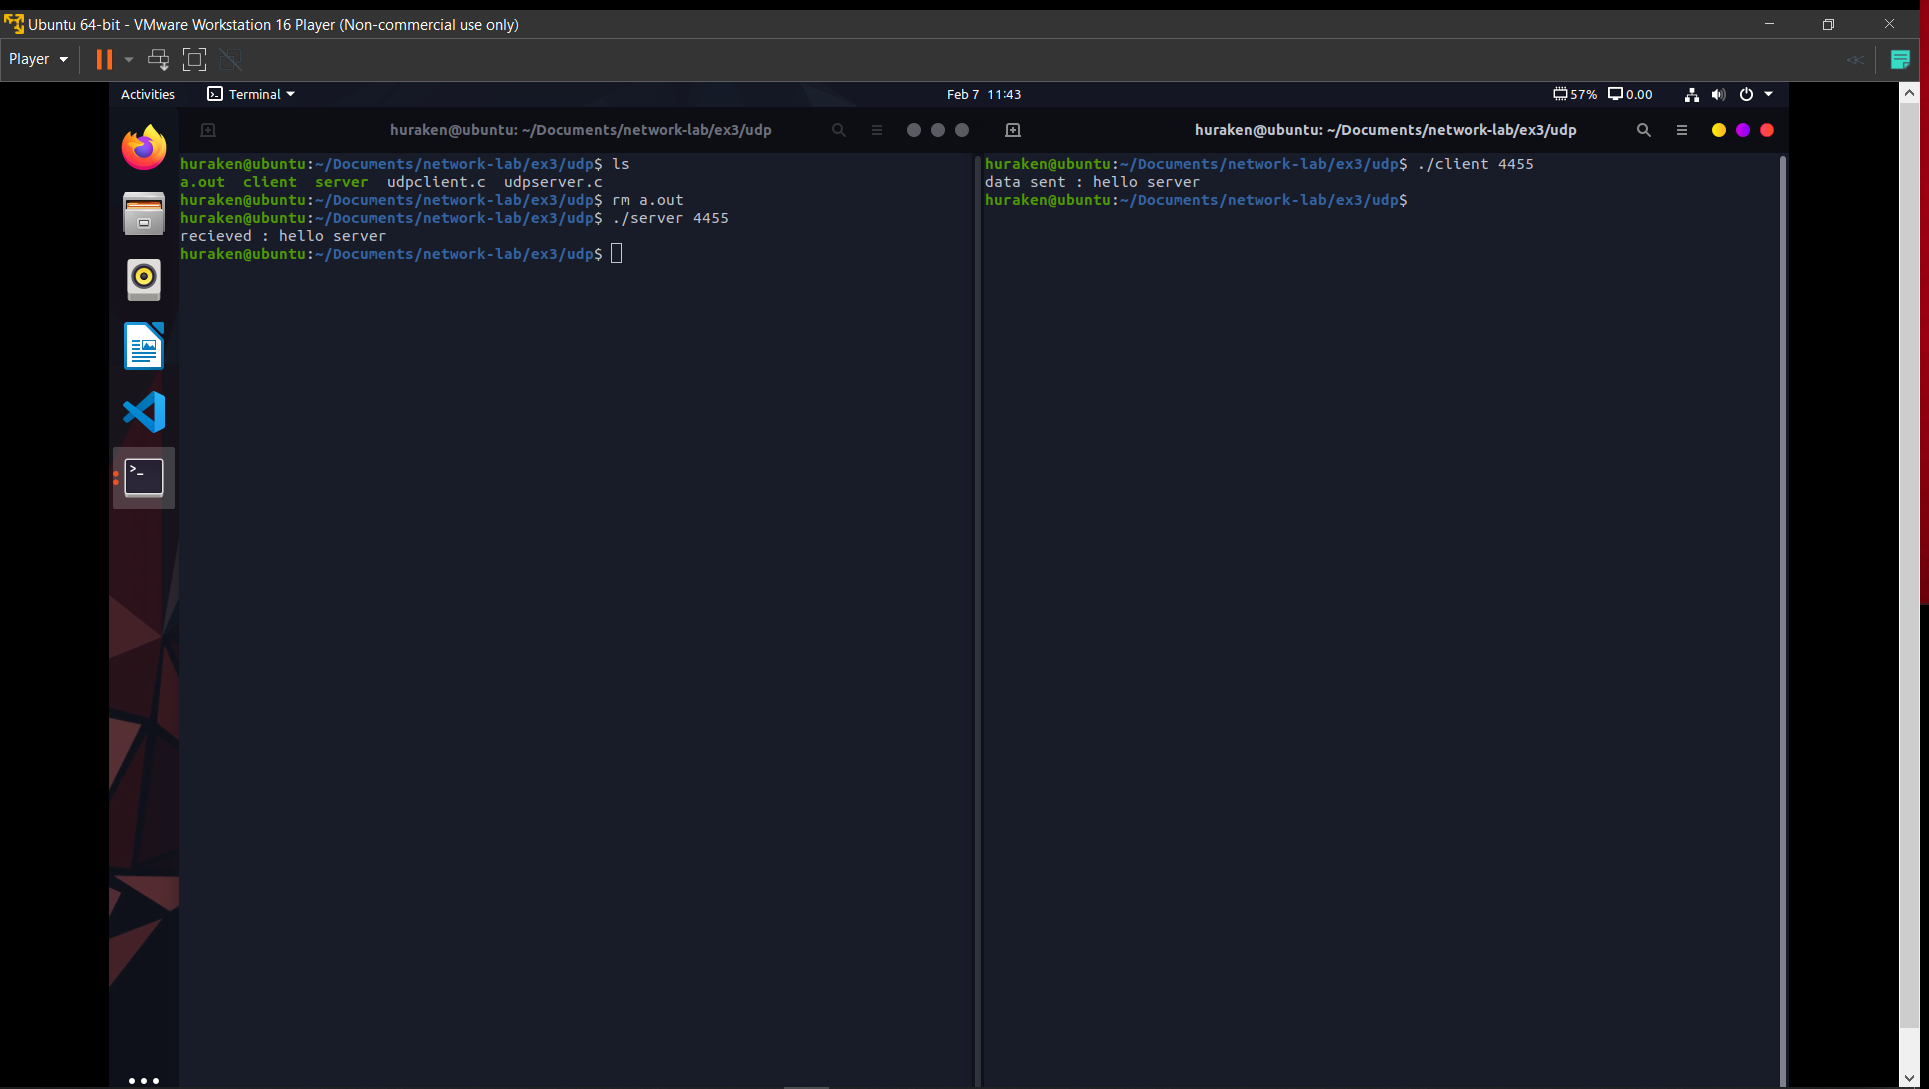 Ubuntu 64-bit - VMware Workstation 16 Player (Non-commercial use only)
Player
Activities
Terminal
Feb 7 11:43
57%
0.00
huraken@ubuntu: ~/Documents/network-lab/ex3/udp
huraken@ubuntu:~/Documents/network-lab/ex3/udp$ ls
a.out client server udpclient.c udpserver.c
huraken@ubuntu:~/Documents/network-lab/ex3/udp$ rm a.out
huraken@ubuntu:~/Documents/network-lab/ex3/udp$ ./server 4455
recieved : hello server
huraken@ubuntu:~/Documents/network-lab/ex3/udp$
huraken@ubuntu: ~/Documents/network-lab/ex3/udp
huraken@ubuntu:~/Documents/network-lab/ex3/udp$ ./client 4455
data sent : hello server
huraken@ubuntu:~/Documents/network-lab/ex3/udp$